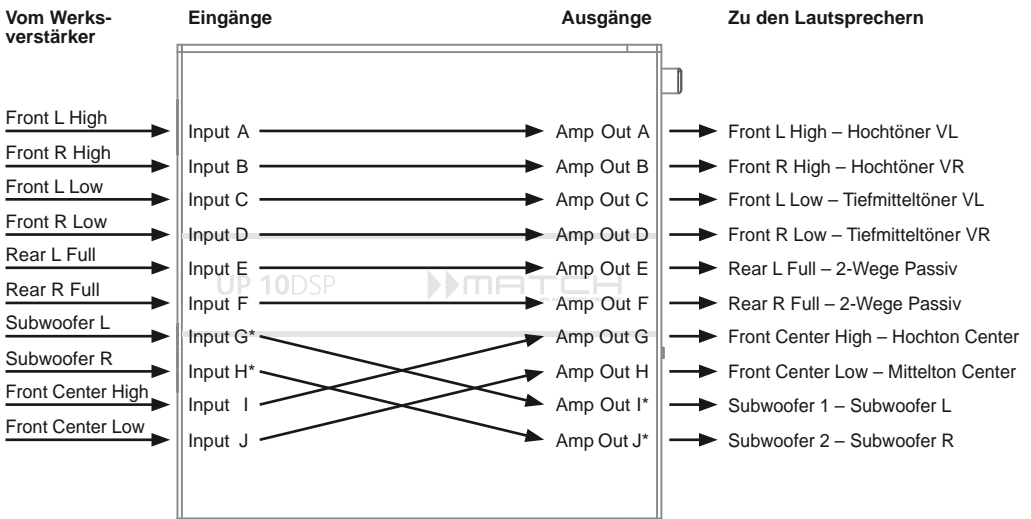 Vom Werks-
verstärker
Eingänge
Ausgänge
Zu den Lautsprechern
Front L High
Input A
Amp Out A
Front L High – Hochtöner VL
Front R High
Input B
Amp Out B
Front R High – Hochtöner VR
Front L Low
Input C
Amp Out C
Front L Low – Tiefmitteltöner VL
Front R Low
Input D
Amp Out D
Front R Low – Tiefmitteltöner VR
Rear L Full
Input E
Amp Out E
Rear L Full – 2-Wege Passiv
UP 10DSP
MATCH
Rear R Full
Input F
Amp Out F
Rear R Full – 2-Wege Passiv
Subwoofer L
Input G*
Amp Out G
Front Center High – Hochton Center
Subwoofer R
Input H*
Amp Out H
Front Center Low – Mittelton Center
Front Center High
Input I
Amp Out I*
Subwoofer 1 – Subwoofer L
Front Center Low
Input J
Amp Out J*
Subwoofer 2 – Subwoofer R